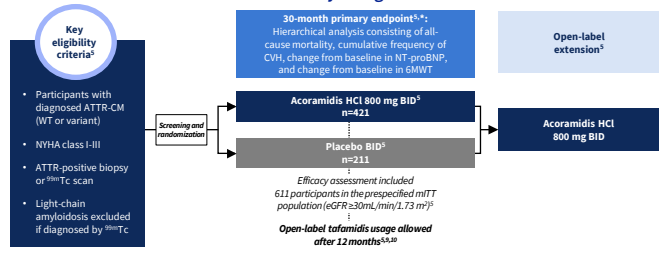 Key
eligibility
criteria⁵
• Participants with
diagnosed ATTR-CM
(WT or variant)
• NYHA class I-III
• ATTR-positive biopsy
or ⁹⁹ᵐTc scan
• Light-chain
amyloidosis excluded
if diagnosed by ⁹⁹ᵐTc
Screening and
randomization
30-month primary endpoint⁵,*:
Hierarchical analysis consisting of all-
cause mortality, cumulative frequency of
CVH, change from baseline in NT-proBNP,
and change from baseline in 6MWT
Acoramidis HCl 800 mg BID⁵
n=421
Placebo BID⁵
n=211
Efficacy assessment included
611 participants in the prespecified mITT
population (eGFR ≥30mL/min/1.73 m²)⁵
Open-label tafamidis usage allowed
after 12 months⁵,⁹,¹⁰
Open-label
extension⁵
Acoramidis HCl
800 mg BID